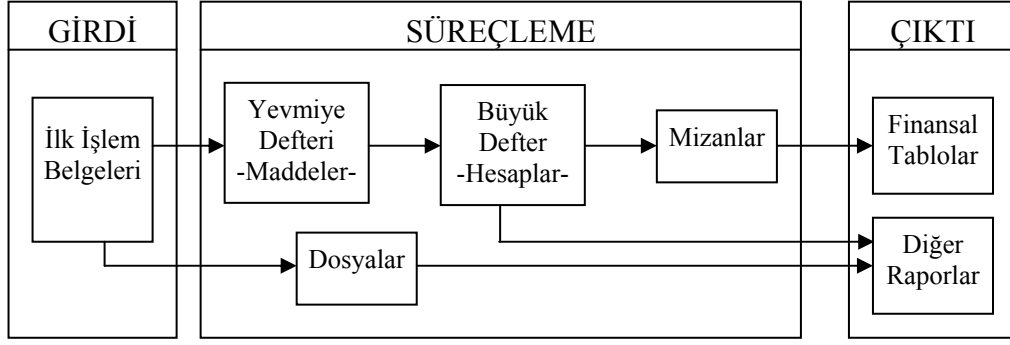 GİRDİ
SÜREÇLEME
ÇIKTI
İlk İşlem
Belgeleri
Yevmiye
Defteri
-Maddeler-
Büyük
Defter
-Hesaplar-
Mizanlar
Finansal
Tablolar
Dosyalar
Diğer
Raporlar